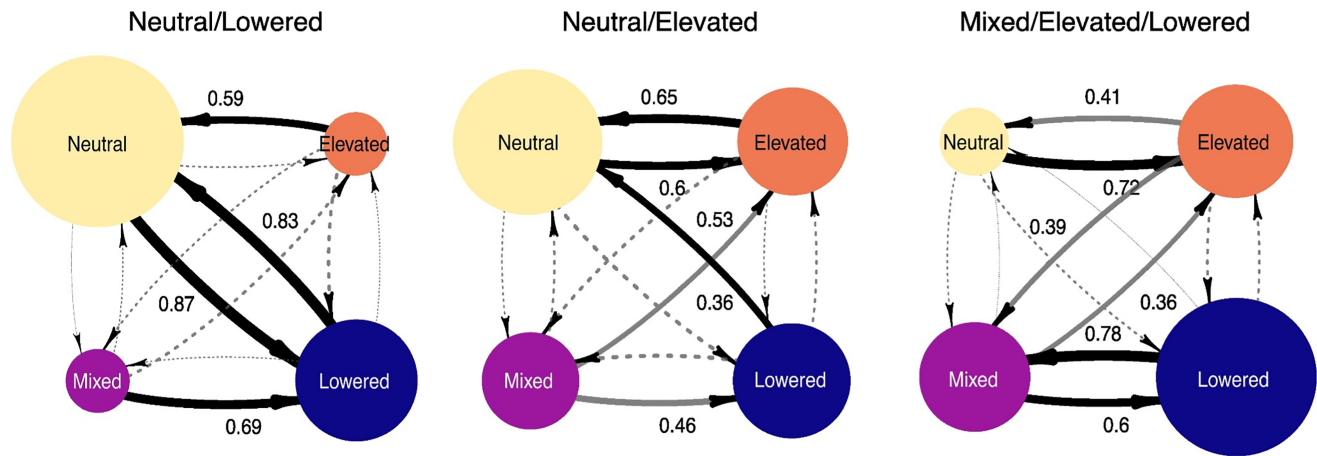 Neutral/Lowered
0.59
Neutral
Elevated
0.83
0.87
Mixed
Lowered
0.69
Neutral/Elevated
0.65
Neutral
Elevated
0.6
0.53
0.36
Mixed
Lowered
0.46
Mixed/Elevated/Lowered
0.41
Neutral
Elevated
0.72
0.39
0.36
0.78
Mixed
Lowered
0.6